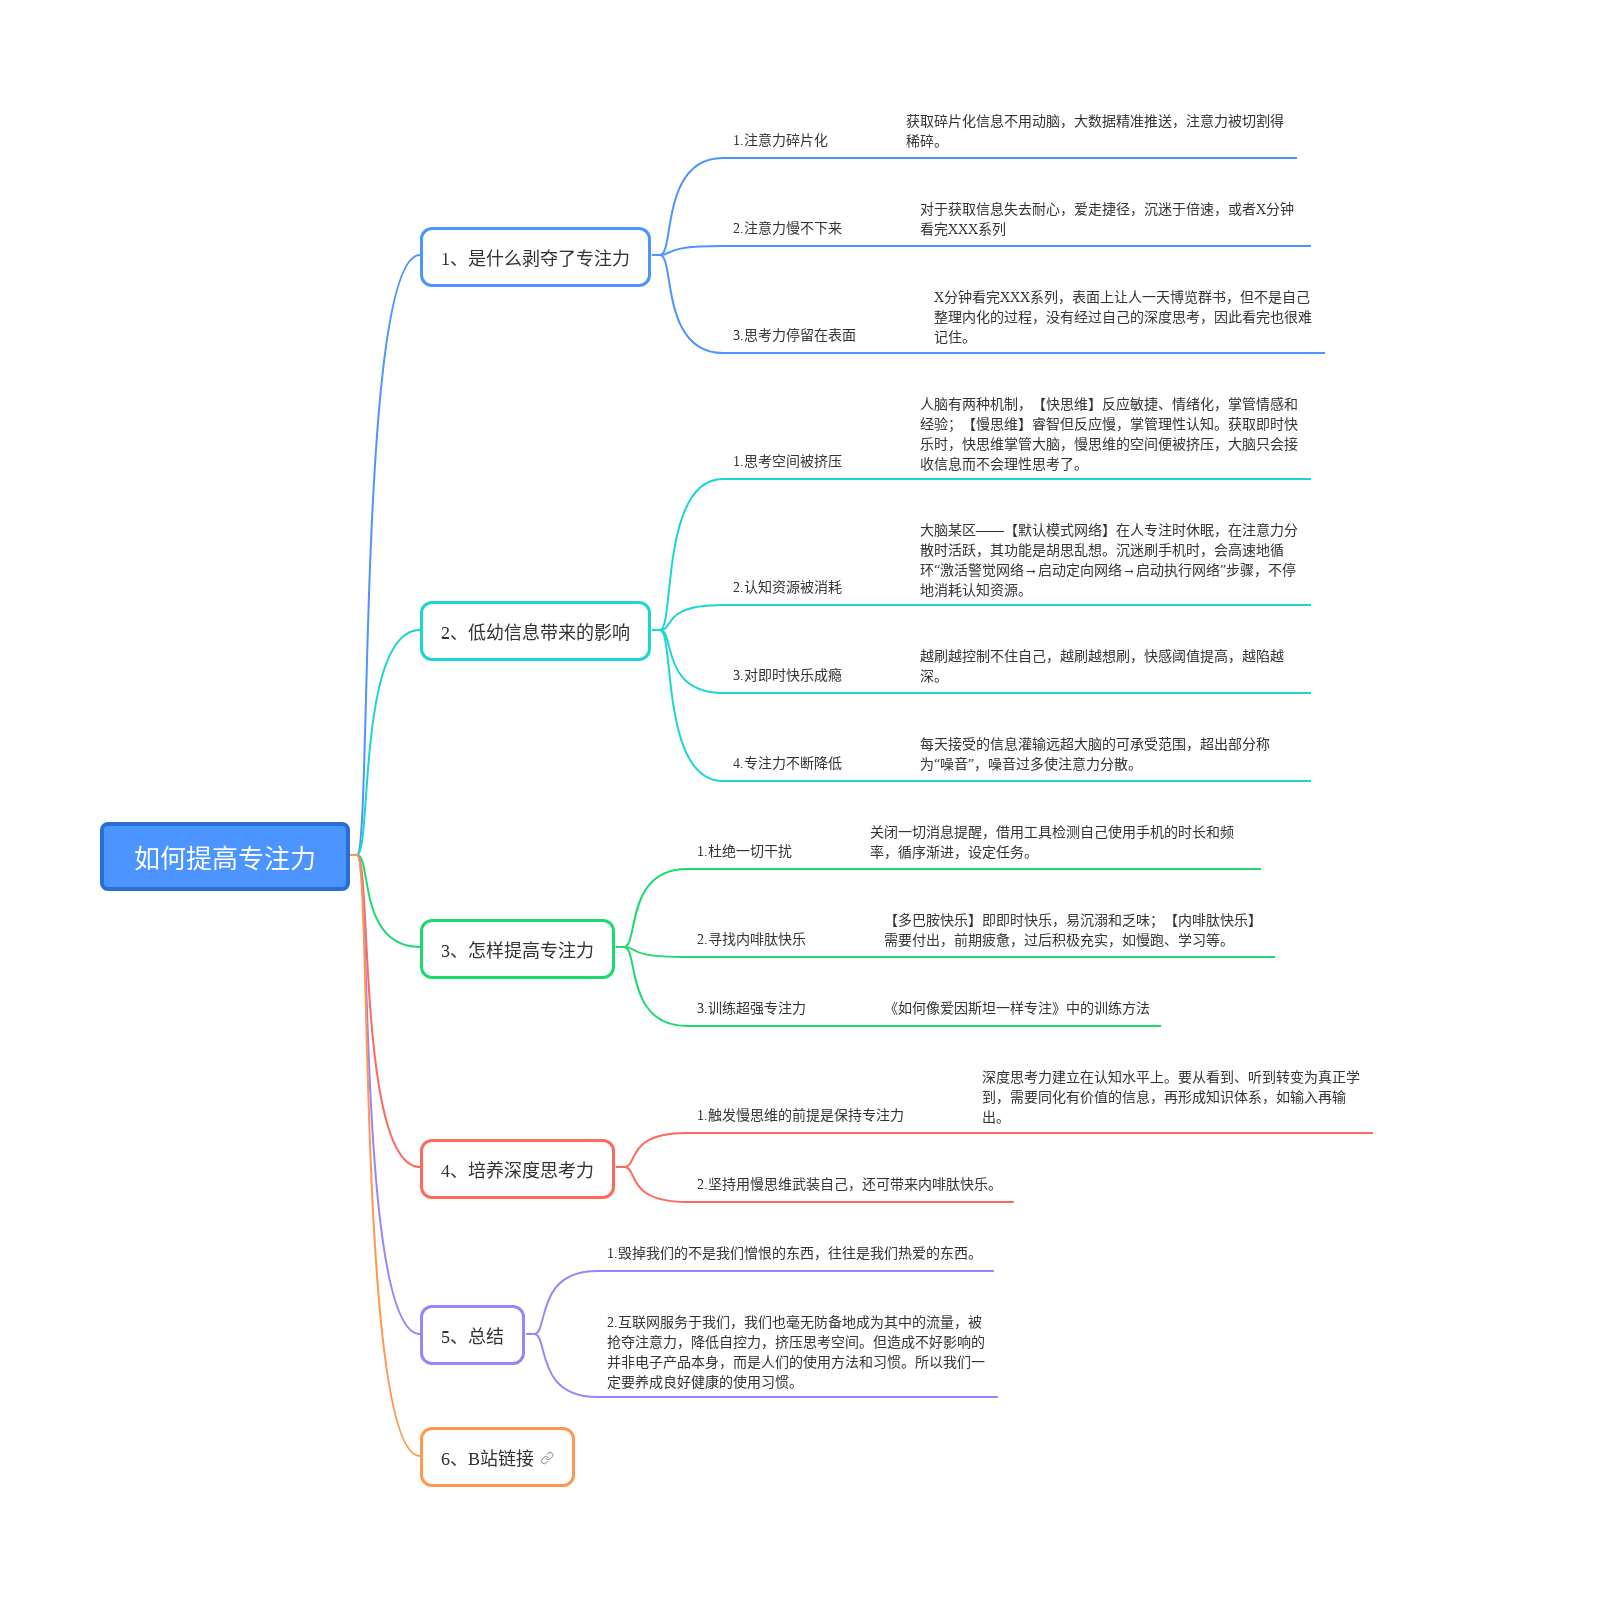 如何提高专注力
1、是什么剥夺了专注力
1.注意力碎片化
获取碎片化信息不用动脑，大数据精准推送，注意力被切割得
稀碎。
2.注意力慢不下来
对于获取信息失去耐心，爱走捷径，沉迷于倍速，或者X分钟
看完XXX系列
3.思考力停留在表面
X分钟看完XXX系列，表面上让人一天博览群书，但不是自己
整理内化的过程，没有经过自己的深度思考，因此看完也很难
记住。
2、低幼信息带来的影响
1.思考空间被挤压
人脑有两种机制，【快思维】反应敏捷、情绪化，掌管情感和
经验；【慢思维】睿智但反应慢，掌管理性认知。获取即时快
乐时，快思维掌管大脑，慢思维的空间便被挤压，大脑只会接
收信息而不会理性思考了。
2.认知资源被消耗
大脑某区——【默认模式网络】在人专注时休眠，在注意力分
散时活跃，其功能是胡思乱想。沉迷刷手机时，会高速地循
环“激活警觉网络→启动定向网络→启动执行网络”步骤，不停
地消耗认知资源。
3.对即时快乐成瘾
越刷越控制不住自己，越刷越想刷，快感阈值提高，越陷越
深。
4.专注力不断降低
每天接受的信息灌输远超大脑的可承受范围，超出部分称
为“噪音”，噪音过多使注意力分散。
3、怎样提高专注力
1.杜绝一切干扰
关闭一切消息提醒，借用工具检测自己使用手机的时长和频
率，循序渐进，设定任务。
2.寻找内啡肽快乐
【多巴胺快乐】即即时快乐，易沉溺和乏味；【内啡肽快乐】
需要付出，前期疲惫，过后积极充实，如慢跑、学习等。
3.训练超强专注力
《如何像爱因斯坦一样专注》中的训练方法
4、培养深度思考力
1.触发慢思维的前提是保持专注力
深度思考力建立在认知水平上。要从看到、听到转变为真正学
到，需要同化有价值的信息，再形成知识体系，如输入再输
出。
2.坚持用慢思维武装自己，还可带来内啡肽快乐。
5、总结
1.毁掉我们的不是我们憎恨的东西，往往是我们热爱的东西。
2.互联网服务于我们，我们也毫无防备地成为其中的流量，被
抢夺注意力，降低自控力，挤压思考空间。但造成不好影响的
并非电子产品本身，而是人们的使用方法和习惯。所以我们一
定要养成良好健康的使用习惯。
6、B站链接